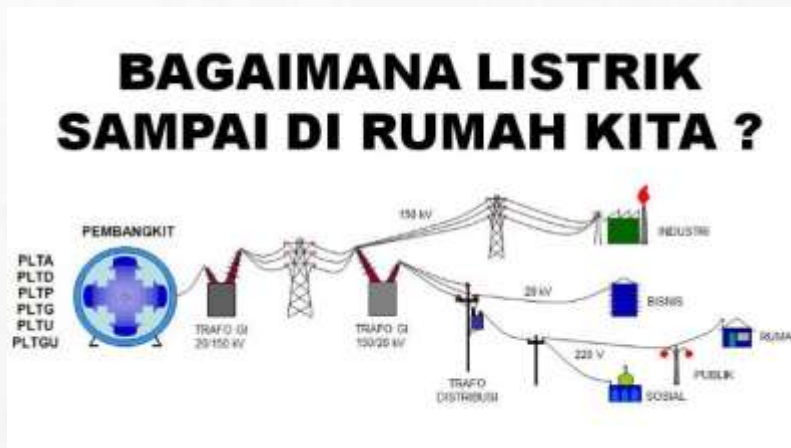 BAGAIMANA LISTRIK
SAMPAI DI RUMAH KITA ?
PEMBANGKIT
PLTA
PLTD
PLTP
PLTG
PLTU
PLTGU
TRAFO GI
20/150 kV
TRAFO GI
150/20 kV
150 kV
INDUSTRI
20 kV
BISNIS
TRAFO
DISTRIBUSI
220 V
RUMA
PUBLIK
SOSIAL